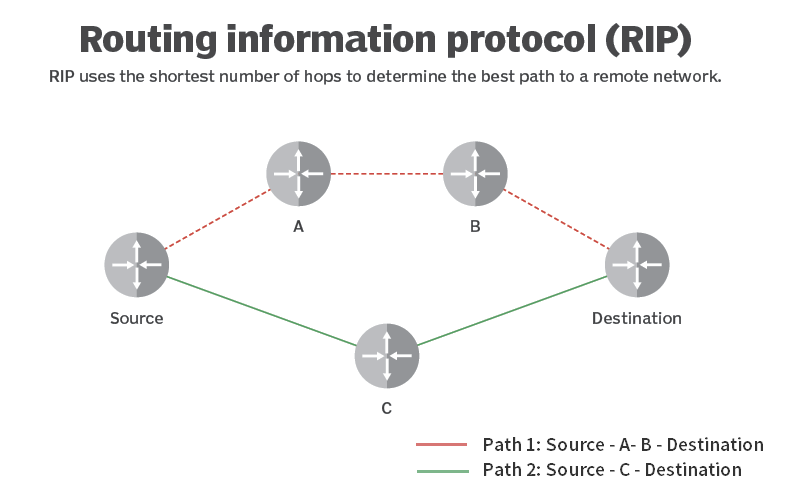 Routing information protocol (RIP)
RIP uses the shortest number of hops to determine the best path to a remote network.
A
B
Source
Destination
C
Path 1: Source - A- B - Destination
Path 2: Source - C - Destination